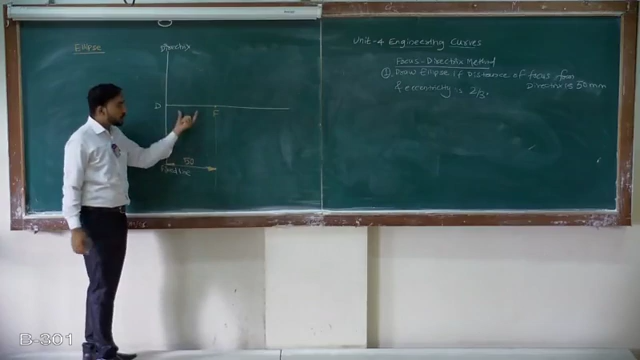 Ellipse
Directrix
D
F
50
Fixed line
Unit-4 Engineering Curves
Focus-Directrix Method
① Draw Ellipse if Distance of focus from
Directrix is 50mm
& eccentricity is 2/3.
B-301